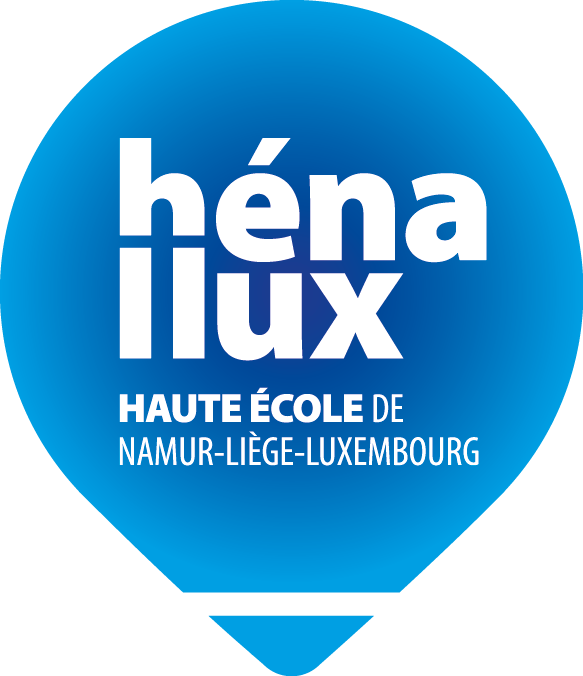 héna
llux
HAUTE ÉCOLE DE
NAMUR-LIÈGE-LUXEMBOURG